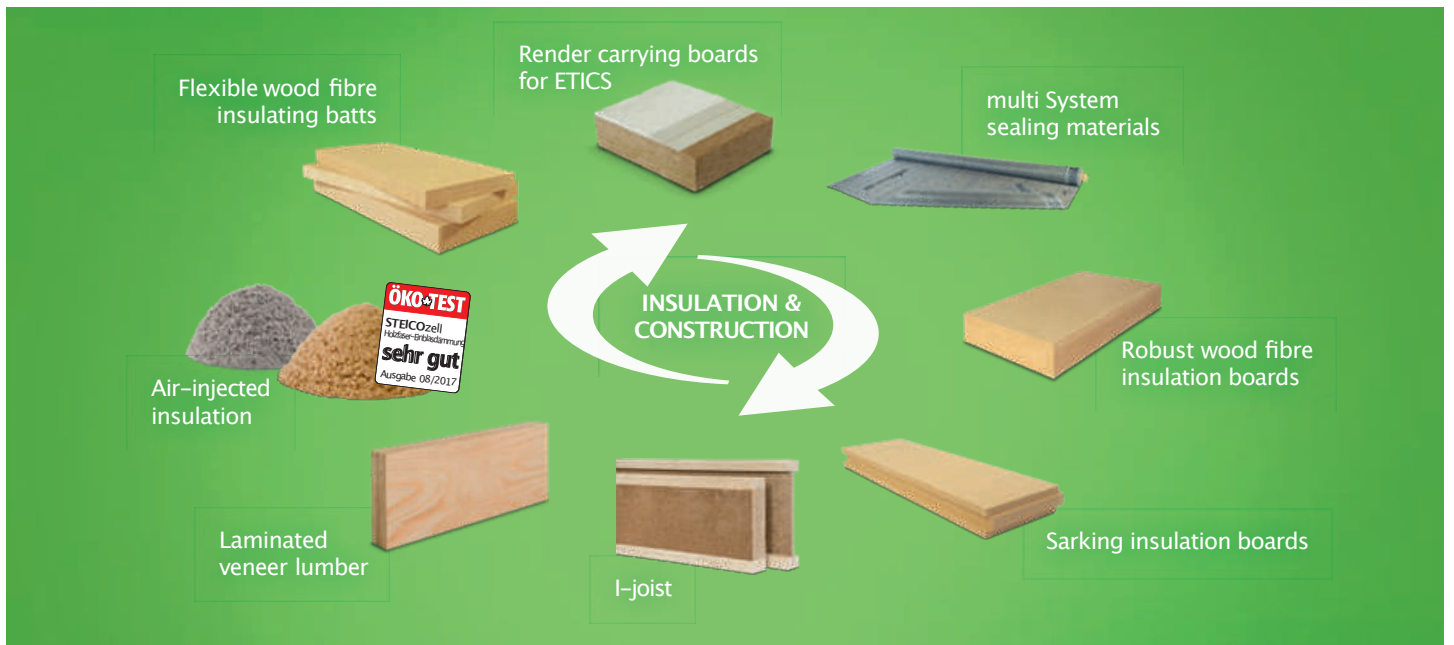 Render carrying boards
for ETICS
Flexible wood fibre
insulating batts
multi System
sealing materials
INSULATION &
CONSTRUCTION
ÖKO TEST
STEICOzell
Holzfaser-Einblasdämmung
sehr gut
Ausgabe 08/2017
Robust wood fibre
insulation boards
Air-injected
insulation
Laminated
veneer lumber
I-joist
Sarking insulation boards